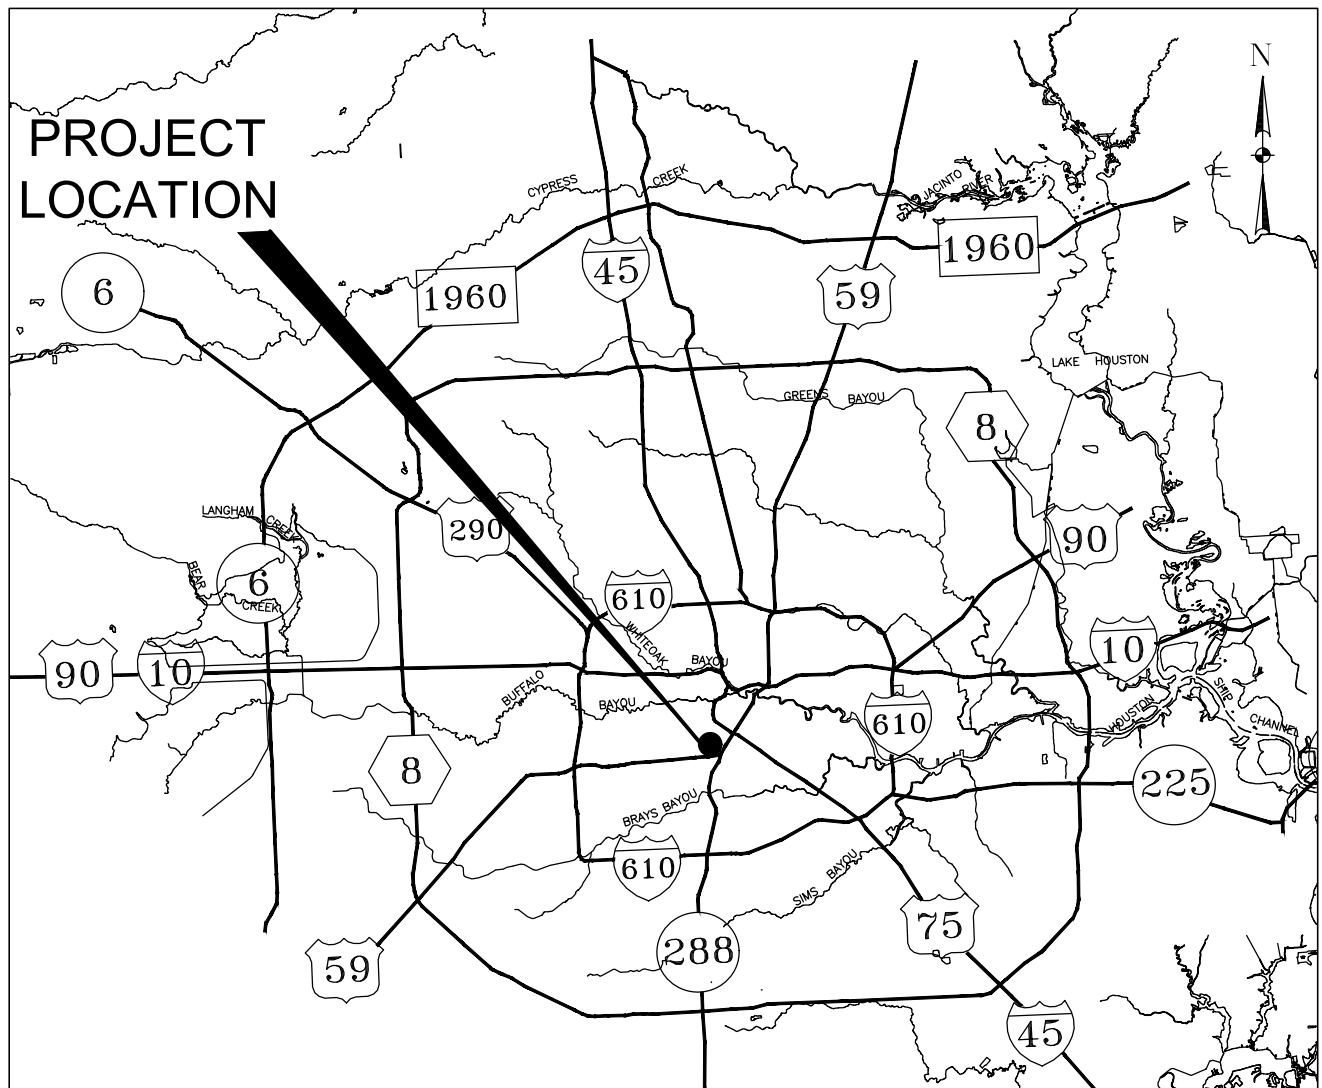 N
PROJECT
LOCATION
CYPRESS CREEK
JACINTO
RIVER
1960
45
6
1960
59
LAKE HOUSTON
GREENS BAYOU
8
LANGHAM
CREEK
290
90
BEAR
CREEK
6
610
WHITEOAK
BAYOU
10
90
10
BUFFALO
BAYOU
SHIP
HOUSTON
CHANNEL
610
8
225
BRAYS BAYOU
610
SIMS BAYOU
75
288
59
45